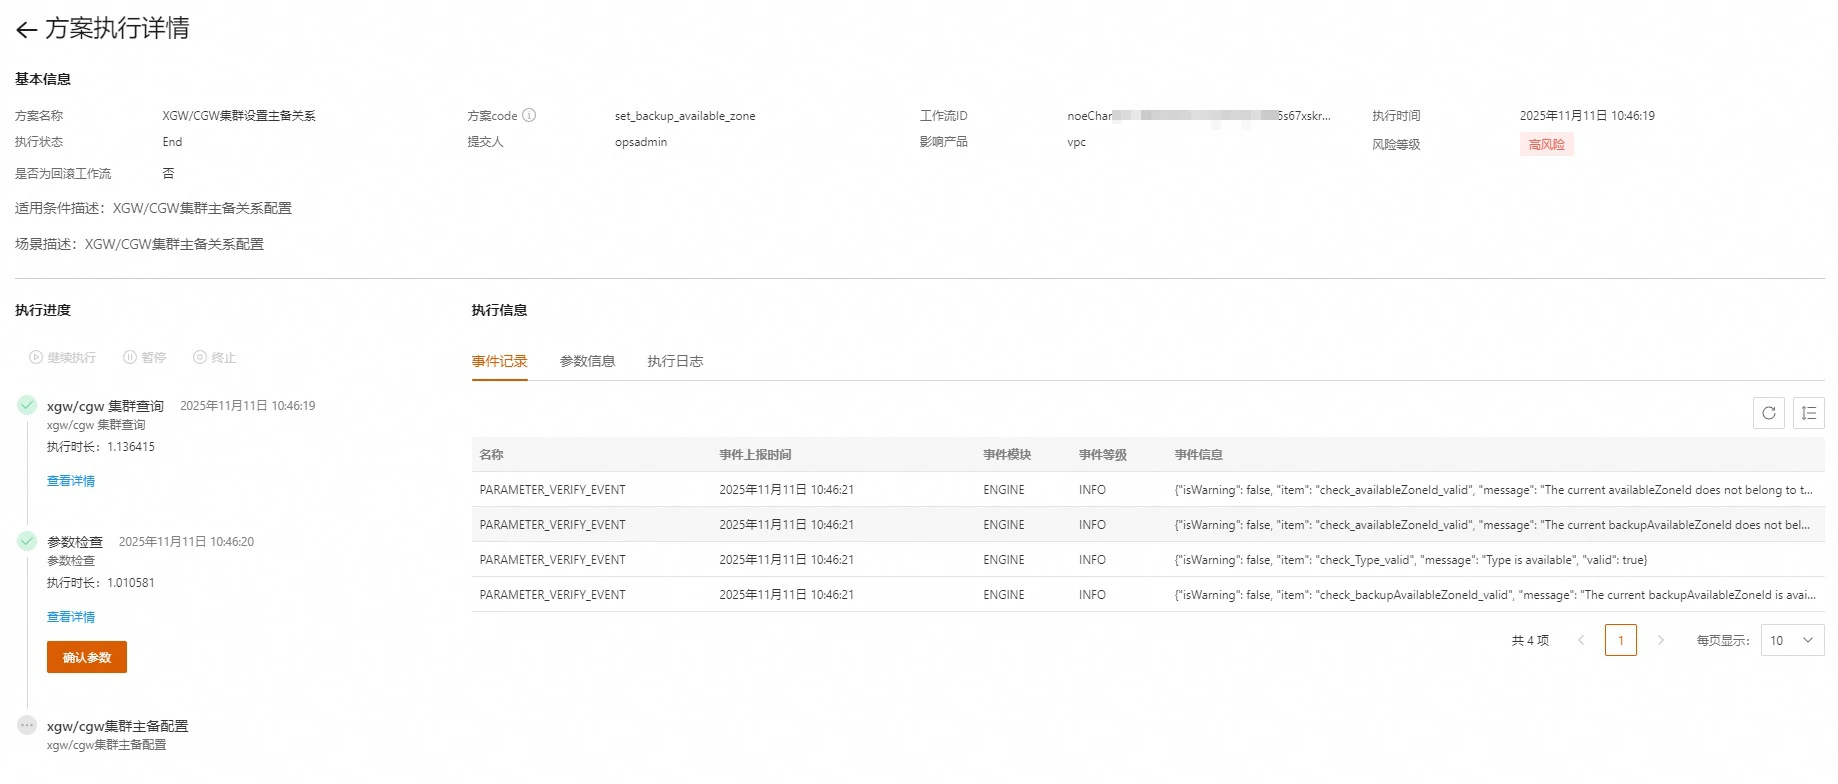 方案执行详情
基本信息
方案名称 XGW/CGW集群设置主备关系 方案code set_backup_available_zone 工作流ID noeChar 5s67xskr... 执行时间 2025年11月11日 10:46:19
执行状态 End 提交人 opsadmin 影响产品 vpc 风险等级 高风险
是否为回滚工作流 否
适用条件描述：XGW/CGW集群主备关系配置
场景描述：XGW/CGW集群主备关系配置
执行进度
继续执行 暂停 终止
xgw/cgw 集群查询 2025年11月11日 10:46:19
xgw/cgw 集群查询
执行时长：1.136415
查看详情
参数检查 2025年11月11日 10:46:20
参数检查
执行时长：1.010581
查看详情
确认参数
xgw/cgw集群主备配置
xgw/cgw集群主备配置
执行信息
事件记录 参数信息 执行日志
名称 事件上报时间 事件模块 事件等级 事件信息
PARAMETER_VERIFY_EVENT 2025年11月11日 10:46:21 ENGINE INFO {"isWarning": false, "item": "check_availableZoneId_valid", "message": "The current availableZoneId does not belong to t...
PARAMETER_VERIFY_EVENT 2025年11月11日 10:46:21 ENGINE INFO {"isWarning": false, "item": "check_availableZoneId_valid", "message": "The current backupAvailableZoneId does not bel...
PARAMETER_VERIFY_EVENT 2025年11月11日 10:46:21 ENGINE INFO {"isWarning": false, "item": "check_Type_valid", "message": "Type is available", "valid": true}
PARAMETER_VERIFY_EVENT 2025年11月11日 10:46:21 ENGINE INFO {"isWarning": false, "item": "check_backupAvailableZoneId_valid", "message": "The current backupAvailableZoneId is avai...
共 4 项 1 每页显示： 10